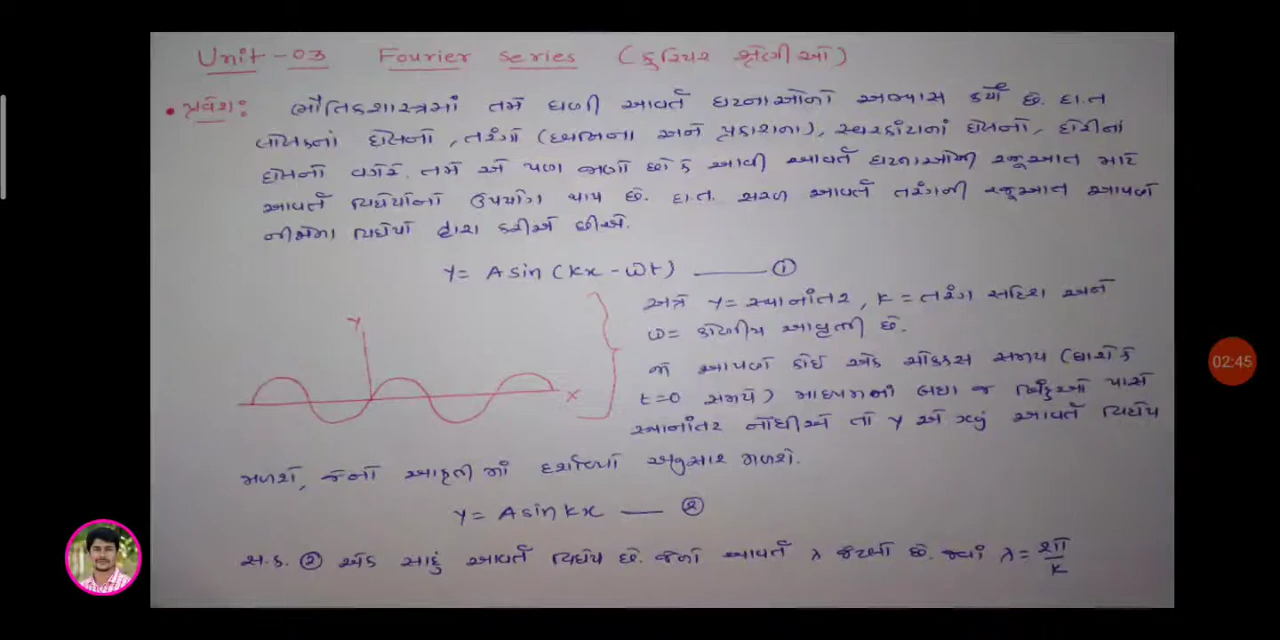 Unit - 03 Fourier series (ફુરિયર શ્રેણીઓ)
• પ્રવેશ: ભૌતિકશાસ્ત્રમાં તમે ઘણી આવર્ત ઘટનાઓનો અભ્યાસ કર્યો છે. દા.ત
લોલકનાં દોલનો, તરંગો (ધ્વનિના અને પ્રકાશના), સ્વરકાંટાનાં દોલનો, દોરીનાં
દોલનો વગેરે. તમે એ પણ જાણો છો કે આવી આવર્ત ઘટનાઓની રજૂઆત માટે
આવર્ત વિધેયોનો ઉપયોગ થાય છે. દા.ત. સરળ આવર્ત તરંગની રજૂઆત આપણે
નીચેના વિધેયો દ્વારા કરીએ છીએ.
y = A sin (kx - ωt) ——— ①
અત્રે y = સ્થાનાંતર, k = તરંગ સદિશ અને
ω = કોણીય આવૃતી છે.
Y
જો આપણે કોઈ એક ચોક્કસ સમયે (ધારોકે
t=0 સમયે) માધ્યમનાં બધા જ બિંદુઓ પાસે
X
સ્થાનાંતર નોંધીએ તો y એ xનું આવર્ત વિધેય
મળશે, જેનો આકૃતી માં દર્શાવ્યા અનુસાર મળશે.
y = A sin kx —— ②
સ.ક. ② એક સાદું આવર્ત વિધેય છે. જેનો આવર્ત λ જેટલો છે. જ્યાં λ = 2π/k
02:45